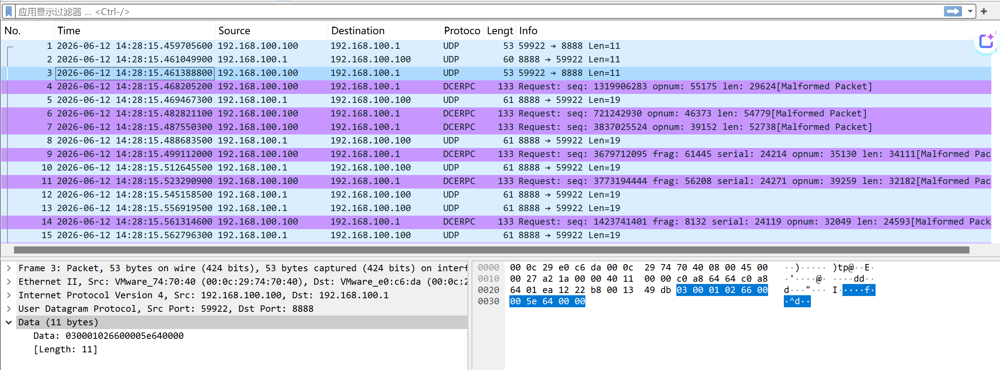 应用显示过滤器 … <Ctrl-/>
No. Time Source Destination Protoco Lengt Info
1 2026-06-12 14:28:15.459705600 192.168.100.100 192.168.100.1 UDP 53 59922 → 8888 Len=11
2 2026-06-12 14:28:15.461049900 192.168.100.1 192.168.100.100 UDP 60 8888 → 59922 Len=11
3 2026-06-12 14:28:15.461388800 192.168.100.100 192.168.100.1 UDP 53 59922 → 8888 Len=11
4 2026-06-12 14:28:15.468205200 192.168.100.100 192.168.100.1 DCERPC 133 Request: seq: 1319906283 opnum: 55175 len: 29624[Malformed Packet]
5 2026-06-12 14:28:15.469467300 192.168.100.1 192.168.100.100 UDP 61 8888 → 59922 Len=19
6 2026-06-12 14:28:15.482821100 192.168.100.100 192.168.100.1 DCERPC 133 Request: seq: 721242930 opnum: 46373 len: 54779[Malformed Packet]
7 2026-06-12 14:28:15.487550300 192.168.100.100 192.168.100.1 DCERPC 133 Request: seq: 3837025524 opnum: 39152 len: 52738[Malformed Packet]
8 2026-06-12 14:28:15.488683500 192.168.100.1 192.168.100.100 UDP 61 8888 → 59922 Len=19
9 2026-06-12 14:28:15.499112000 192.168.100.100 192.168.100.1 DCERPC 133 Request: seq: 3679712095 frag: 61445 serial: 24214 opnum: 35130 len: 34111[Malformed Pac…
10 2026-06-12 14:28:15.512645500 192.168.100.1 192.168.100.100 UDP 61 8888 → 59922 Len=19
11 2026-06-12 14:28:15.523290900 192.168.100.100 192.168.100.1 DCERPC 133 Request: seq: 3773194444 frag: 56208 serial: 24271 opnum: 39259 len: 32182[Malformed Pac…
12 2026-06-12 14:28:15.545158500 192.168.100.1 192.168.100.100 UDP 61 8888 → 59922 Len=19
13 2026-06-12 14:28:15.556919500 192.168.100.1 192.168.100.100 UDP 61 8888 → 59922 Len=19
14 2026-06-12 14:28:15.561314600 192.168.100.100 192.168.100.1 DCERPC 133 Request: seq: 1423741401 frag: 8132 serial: 24119 opnum: 32049 len: 24593[Malformed Pack…
15 2026-06-12 14:28:15.562796300 192.168.100.1 192.168.100.100 UDP 61 8888 → 59922 Len=19
Frame 3: Packet, 53 bytes on wire (424 bits), 53 bytes captured (424 bits) on interf
Ethernet II, Src: VMware_74:70:40 (00:0c:29:74:70:40), Dst: VMware_e0:c6:da (00:0c:2
Internet Protocol Version 4, Src: 192.168.100.100, Dst: 192.168.100.1
User Datagram Protocol, Src Port: 59922, Dst Port: 8888
Data (11 bytes)
Data: 030001026600005e640000
[Length: 11]
0000 00 0c 29 e0 c6 da 00 0c 29 74 70 40 08 00 45 00 ··)····· )tp@··E·
0010 00 27 a2 1a 00 00 40 11 00 00 c0 a8 64 64 c0 a8 ·'····@· ····dd··
0020 64 01 ea 12 22 b8 00 13 49 db 03 00 01 02 66 00 d···"··· I·····f·
0030 00 5e 64 00 00 ·^d··